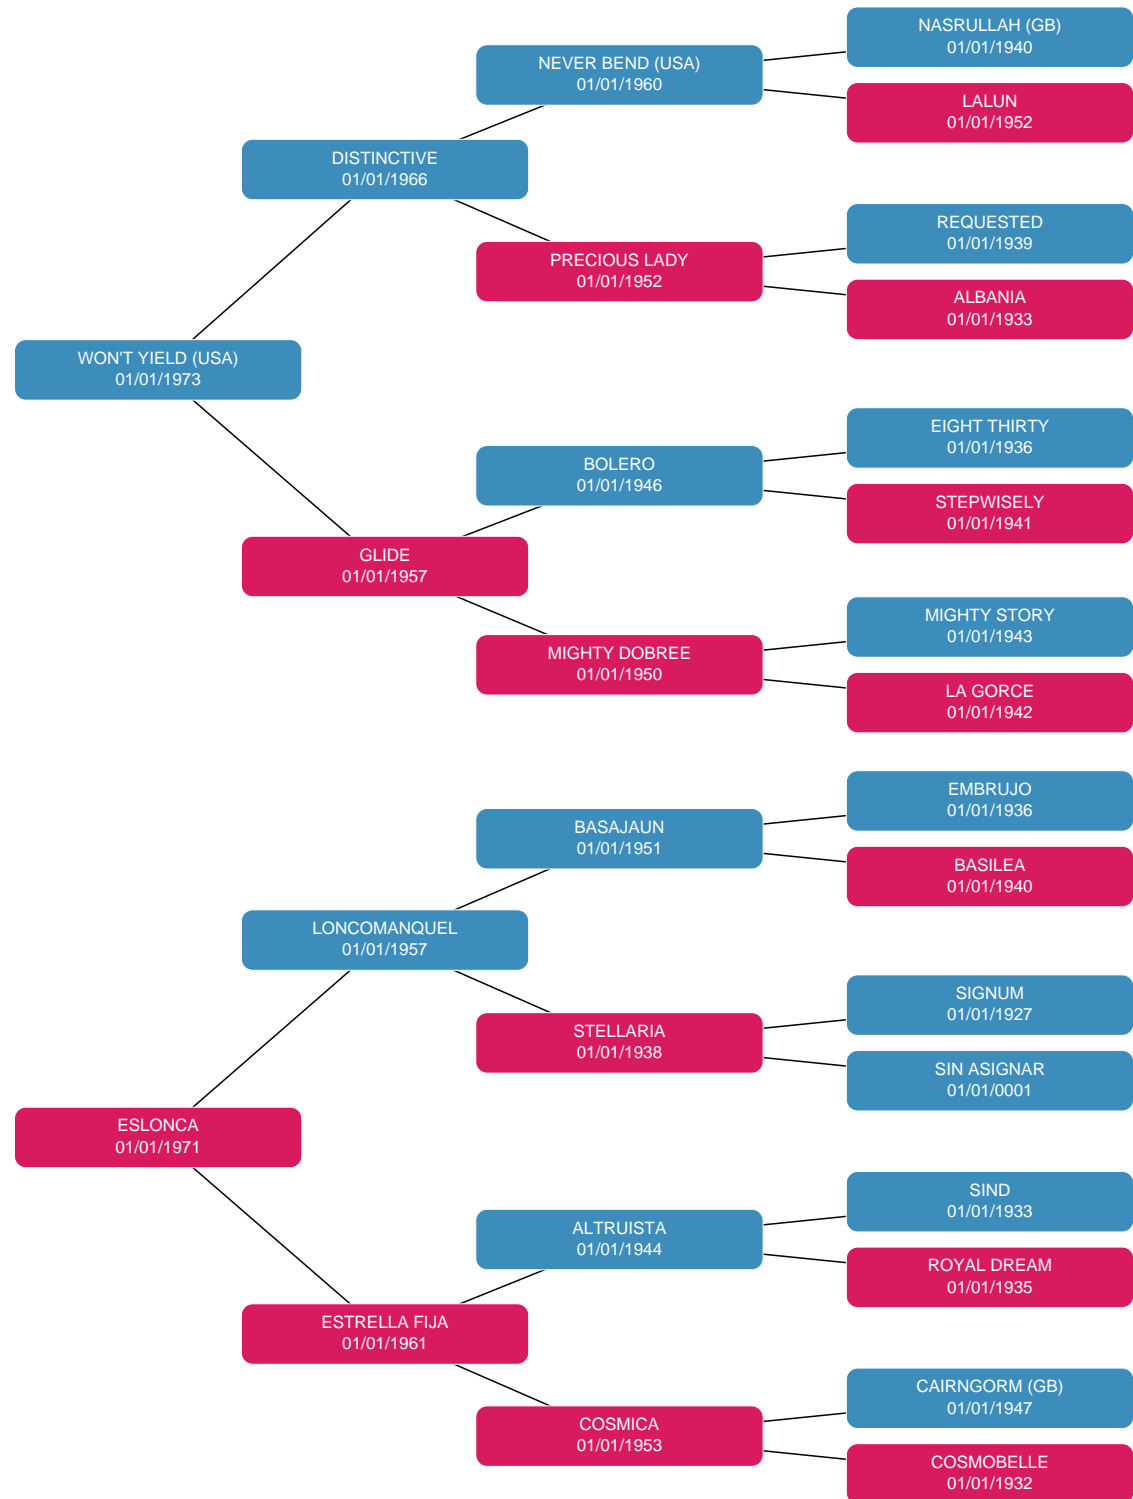 NASRULLAH (GB)
01/01/1940
NEVER BEND (USA)
01/01/1960
LALUN
01/01/1952
DISTINCTIVE
01/01/1966
REQUESTED
01/01/1939
PRECIOUS LADY
01/01/1952
ALBANIA
01/01/1933
WON'T YIELD (USA)
01/01/1973
EIGHT THIRTY
01/01/1936
BOLERO
01/01/1946
STEPWISELY
01/01/1941
GLIDE
01/01/1957
MIGHTY STORY
01/01/1943
MIGHTY DOBREE
01/01/1950
LA GORCE
01/01/1942
EMBRUJO
01/01/1936
BASAJAUN
01/01/1951
BASILEA
01/01/1940
LONCOMANQUEL
01/01/1957
SIGNUM
01/01/1927
STELLARIA
01/01/1938
SIN ASIGNAR
01/01/0001
ESLONCA
01/01/1971
SIND
01/01/1933
ALTRUISTA
01/01/1944
ROYAL DREAM
01/01/1935
ESTRELLA FIJA
01/01/1961
CAIRNGORM (GB)
01/01/1947
COSMICA
01/01/1953
COSMOBELLE
01/01/1932